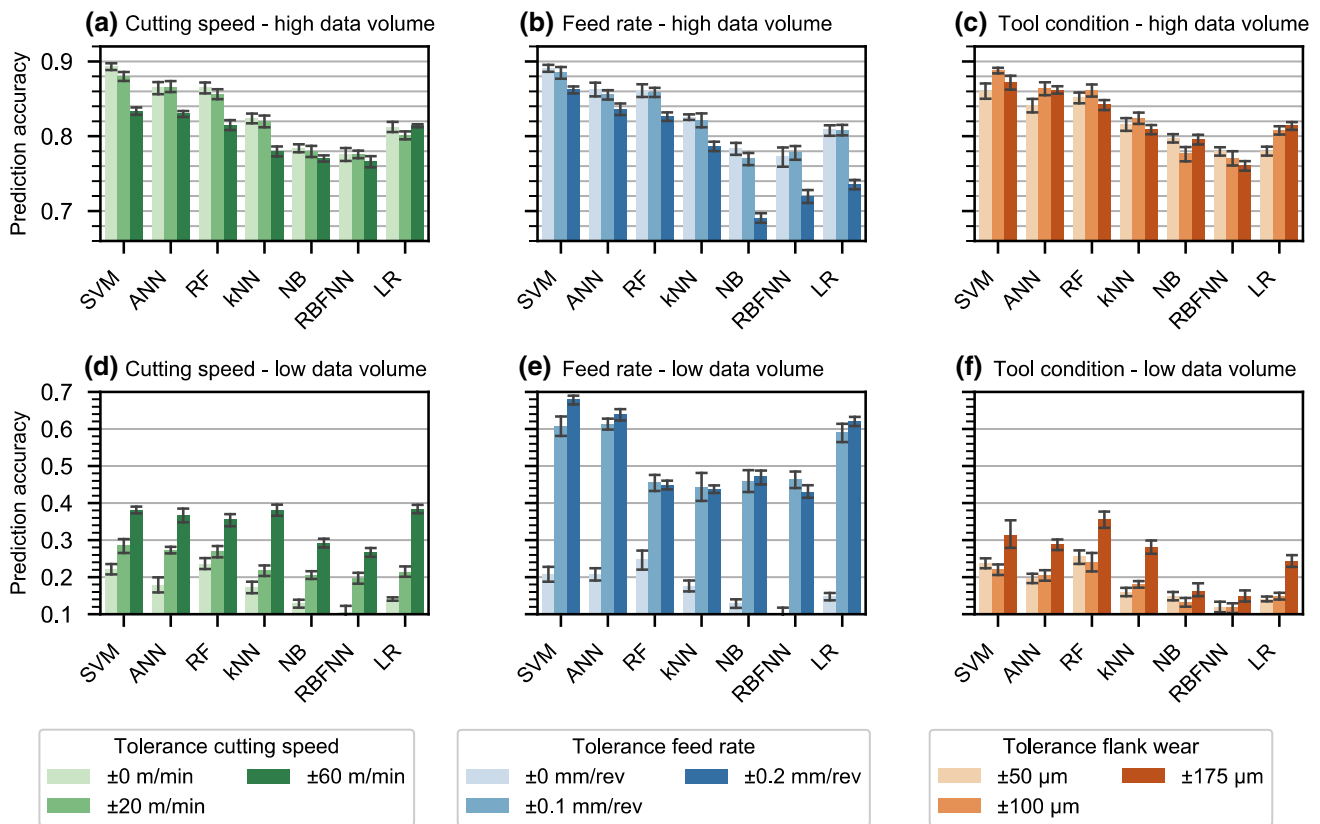 (a) Cutting speed - high data volume
(b) Feed rate - high data volume
(c) Tool condition - high data volume
Prediction accuracy
0.9
0.8
0.7
SVM ANN RF kNN NB RBFNN LR
SVM ANN RF kNN NB RBFNN LR
SVM ANN RF kNN NB RBFNN LR
(d) Cutting speed - low data volume
(e) Feed rate - low data volume
(f) Tool condition - low data volume
Prediction accuracy
0.7
0.6
0.5
0.4
0.3
0.2
0.1
SVM ANN RF kNN NB RBFNN LR
SVM ANN RF kNN NB RBFNN LR
SVM ANN RF kNN NB RBFNN LR
Tolerance cutting speed
±0 m/min
±20 m/min
±60 m/min
Tolerance feed rate
±0 mm/rev
±0.1 mm/rev
±0.2 mm/rev
Tolerance flank wear
±50 µm
±100 µm
±175 µm